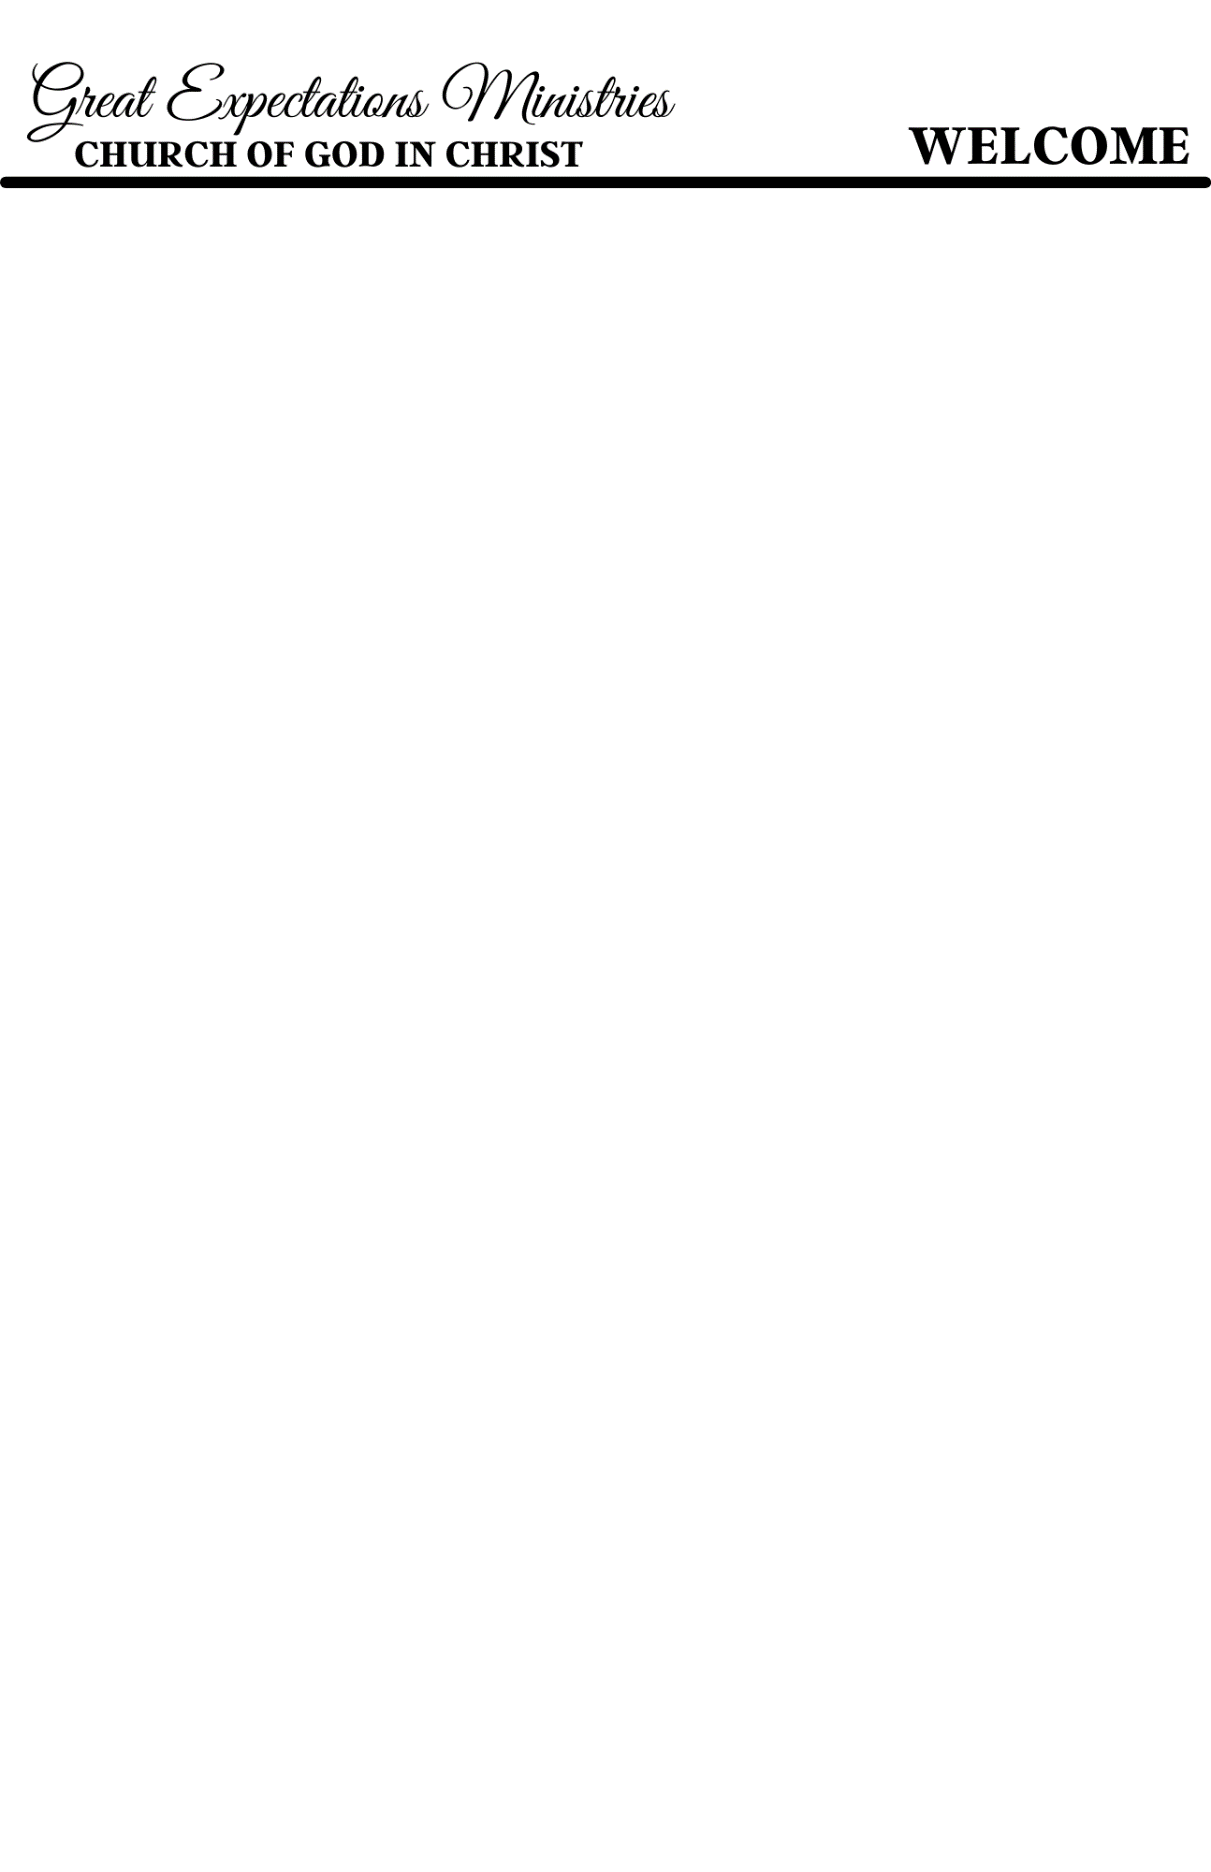 Great Expectations Ministries
CHURCH OF GOD IN CHRIST
WELCOME